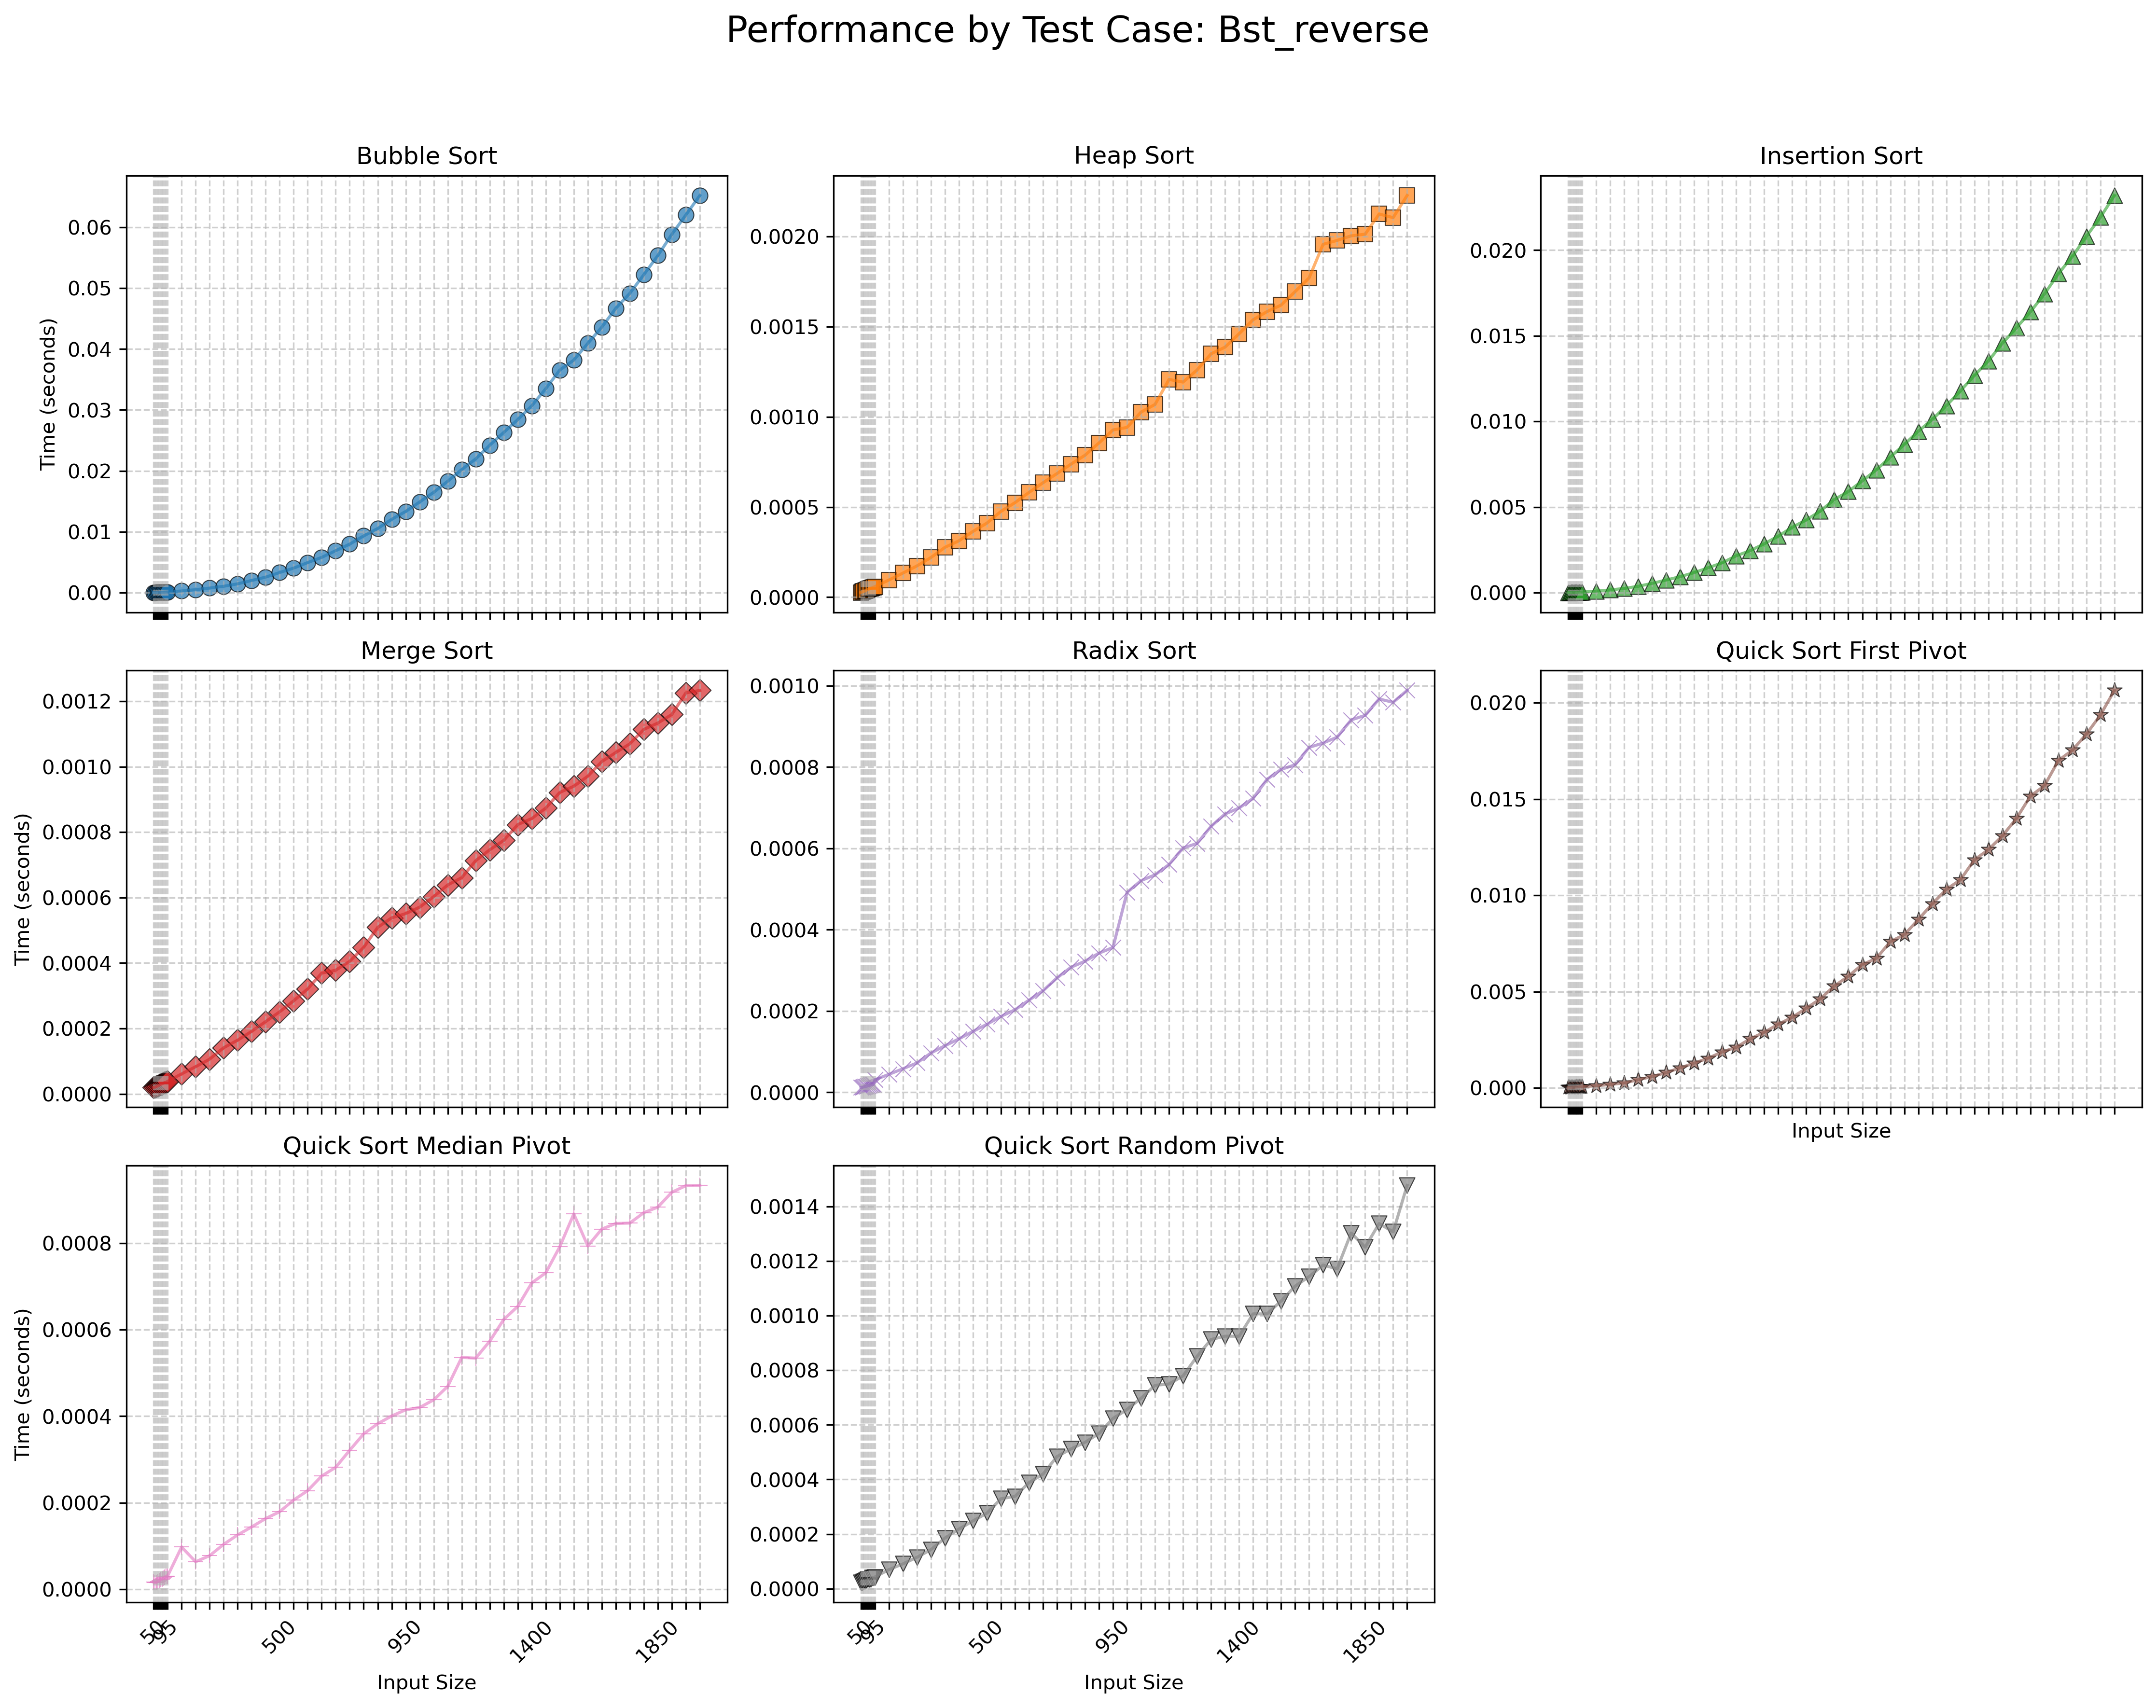 Performance by Test Case: Bst_reverse
Bubble Sort
Time (seconds)
0.06
0.05
0.04
0.03
0.02
0.01
0.00
Heap Sort
0.0020
0.0015
0.0010
0.0005
0.0000
Insertion Sort
0.020
0.015
0.010
0.005
0.000
Merge Sort
Time (seconds)
0.0012
0.0010
0.0008
0.0006
0.0004
0.0002
0.0000
Radix Sort
0.0010
0.0008
0.0006
0.0004
0.0002
0.0000
Quick Sort First Pivot
0.020
0.015
0.010
0.005
0.000
Input Size
Quick Sort Median Pivot
Time (seconds)
0.0008
0.0006
0.0004
0.0002
0.0000
50 95 500 950 1400 1850
Input Size
Quick Sort Random Pivot
0.0014
0.0012
0.0010
0.0008
0.0006
0.0004
0.0002
0.0000
50 95 500 950 1400 1850
Input Size